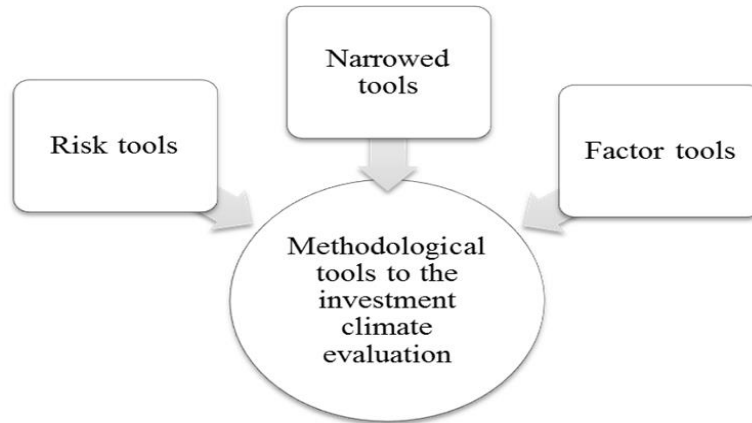 Narrowed
tools
Risk tools
Factor tools
Methodological
tools to the
investment
climate
evaluation